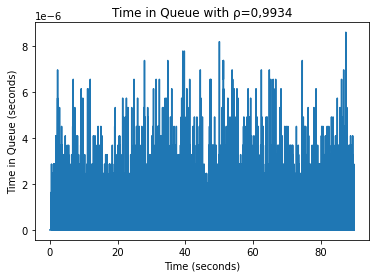 Time in Queue with ρ=0,9934
1e−6
8
6
4
2
0
Time in Queue (seconds)
0 20 40 60 80
Time (seconds)